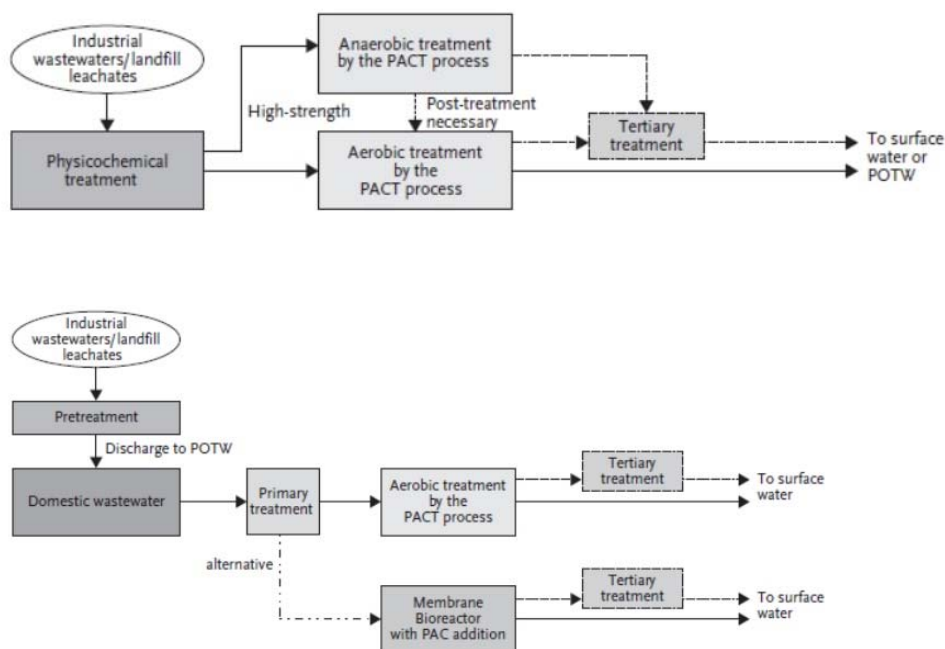 Industrial
wastewaters/landfill
leachates
Physicochemical
treatment
High-strength
Anaerobic treatment
by the PACT process
Post-treatment
necessary
Aerobic treatment
by the
PACT process
Tertiary
treatment
To surface
water or
POTW
Industrial
wastewaters/landfill
leachates
Pretreatment
Discharge to POTW
Domestic wastewater
Primary
treatment
Aerobic treatment
by the
PACT process
Tertiary
treatment
To surface
water
alternative
Membrane
Bioreactor
with PAC addition
Tertiary
treatment
To surface
water